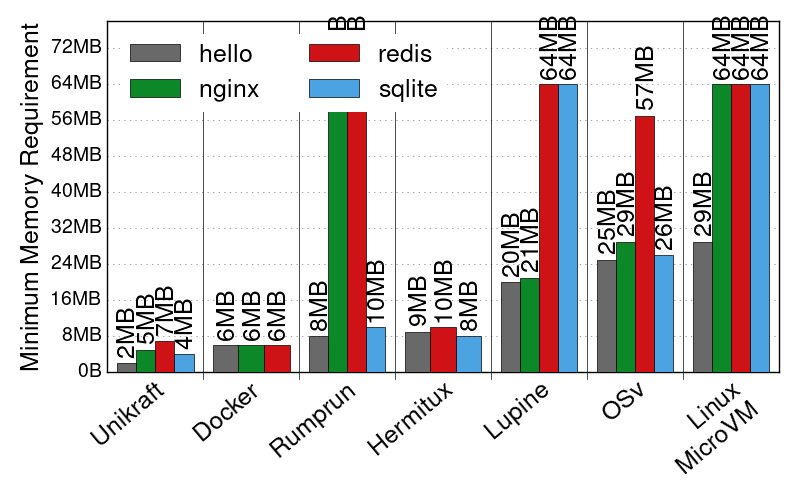 Minimum Memory Requirement
72MB
64MB
56MB
48MB
40MB
32MB
24MB
16MB
8MB
0B
hello
nginx
redis
sqlite
2MB
5MB
7MB
4MB
6MB
6MB
6MB
8MB
B
B
10MB
9MB
10MB
8MB
20MB
21MB
64MB
64MB
25MB
29MB
57MB
26MB
29MB
64MB
64MB
64MB
Unikraft
Docker
Rumprun
Hermitux
Lupine
OSv
Linux
MicroVM